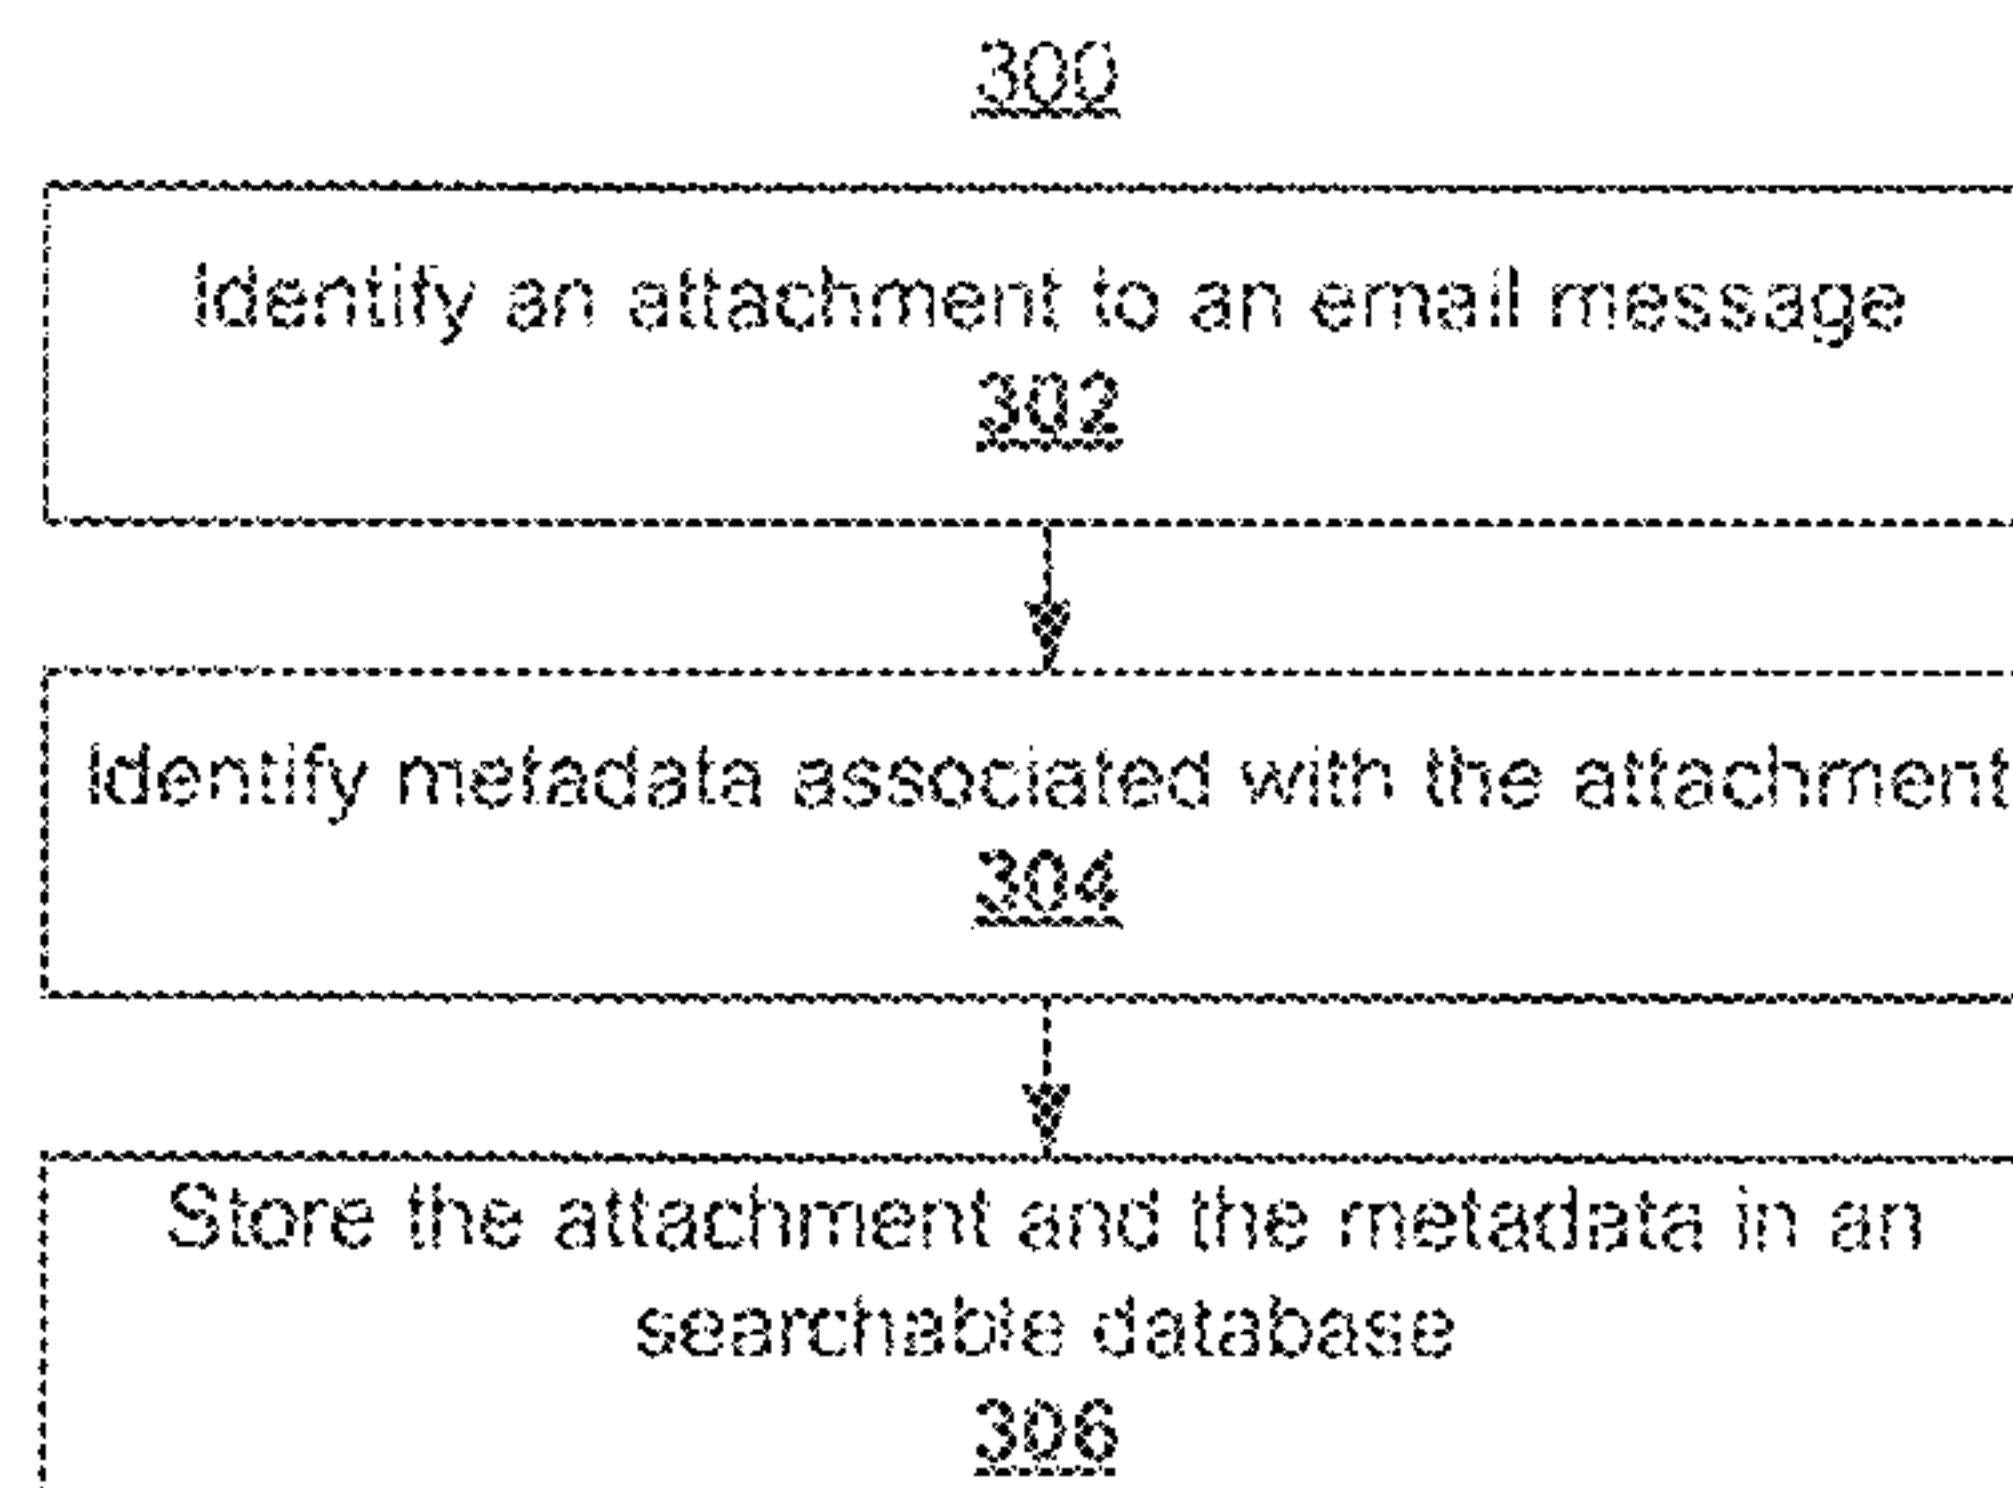 300
Identify an attachment to an email message
302
Identify metadata associated with the attachment
304
Store the attachment and the metadata in an
searchable database
306